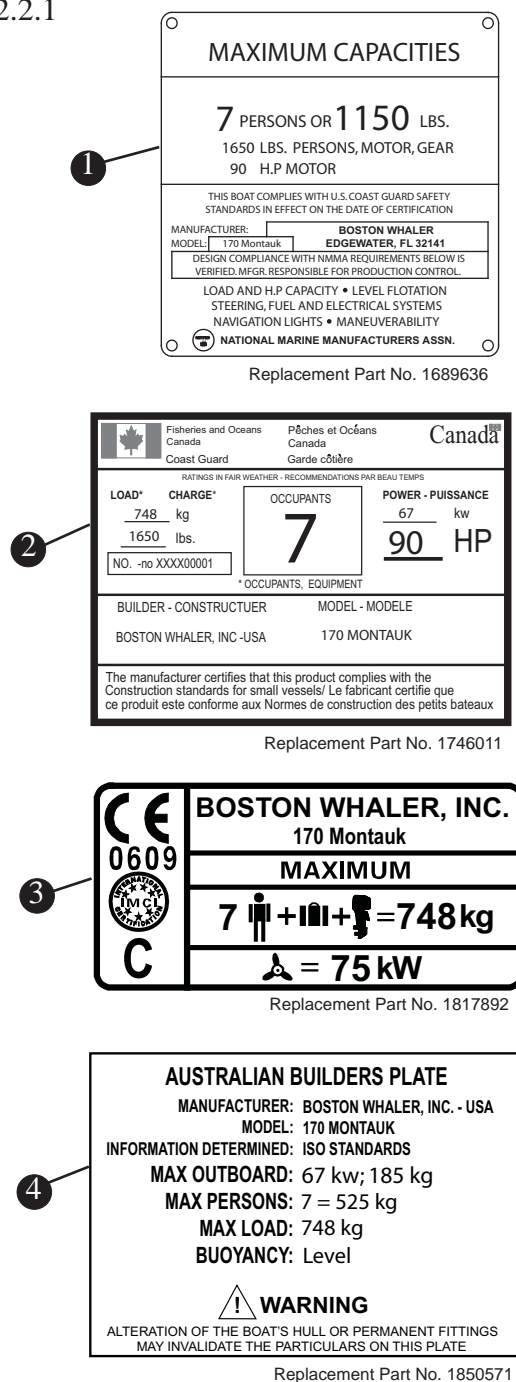 2.2.1
MAXIMUM CAPACITIES
7 PERSONS OR 1150 LBS.
1650 LBS. PERSONS, MOTOR, GEAR
90 H.P MOTOR
THIS BOAT COMPLIES WITH U.S. COAST GUARD SAFETY
STANDARDS IN EFFECT ON THE DATE OF CERTIFICATION
MANUFACTURER: BOSTON WHALER
MODEL: 170 Montauk EDGEWATER, FL 32141
DESIGN COMPLIANCE WITH NMMA REQUIREMENTS BELOW IS
VERIFIED. MFGR. RESPONSIBLE FOR PRODUCTION CONTROL.
LOAD AND H.P CAPACITY • LEVEL FLOTATION
STEERING, FUEL AND ELECTRICAL SYSTEMS
NAVIGATION LIGHTS • MANEUVERABILITY
NATIONAL MARINE MANUFACTURERS ASSN.
1
Replacement Part No. 1689636
Fisheries and Oceans Pêches et Océans Canada
Canada Canada
Coast Guard Garde côtière
RATINGS IN FAIR WEATHER - RECOMMENDATIONS PAR BEAU TEMPS
LOAD* CHARGE* OCCUPANTS POWER - PUISSANCE
748 kg 7 67 kw
1650 lbs. 90 HP
NO. -no XXXX00001
* OCCUPANTS, EQUIPMENT
2
BUILDER - CONSTRUCTUER MODEL - MODELE
BOSTON WHALER, INC -USA 170 MONTAUK
The manufacturer certifies that this product complies with the
Construction standards for small vessels/ Le fabricant certifie que
ce produit este conforme aux Normes de construction des petits bateaux
Replacement Part No. 1746011
CE BOSTON WHALER, INC.
170 Montauk
0609 MAXIMUM
INTERNATIONAL
IMCI
CERTIFICATION
3
7 + + =748kg
C = 75 kW
Replacement Part No. 1817892
AUSTRALIAN BUILDERS PLATE
MANUFACTURER: BOSTON WHALER, INC. - USA
MODEL: 170 MONTAUK
INFORMATION DETERMINED: ISO STANDARDS
MAX OUTBOARD: 67 kw; 185 kg
4
MAX PERSONS: 7 = 525 kg
MAX LOAD: 748 kg
BUOYANCY: Level
! WARNING
ALTERATION OF THE BOAT'S HULL OR PERMANENT FITTINGS
MAY INVALIDATE THE PARTICULARS ON THIS PLATE
Replacement Part No. 1850571